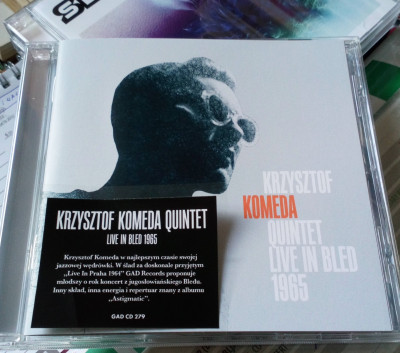 KRZYSZTOF
KOMEDA
QUINTET
LIVE IN BLED
1965
KRZYSZTOF KOMEDA QUINTET
LIVE IN BLED 1965
Krzysztof Komeda w najlepszym czasie swojej
jazzowej wędrówki. W ślad za doskonale przyjętym
„Live In Praha 1964” GAD Records proponuje
młodszy o rok koncert z jugosłowiańskiego Bledu.
Inny skład, inna energia i repertuar znany z albumu
„Astigmatic”.
GAD CD 279